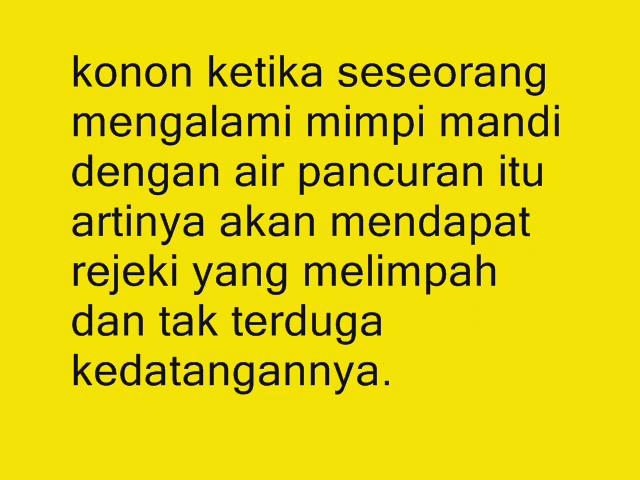 konon ketika seseorang
mengalami mimpi mandi
dengan air pancuran itu
artinya akan mendapat
rejeki yang melimpah
dan tak terduga
kedatangannya.